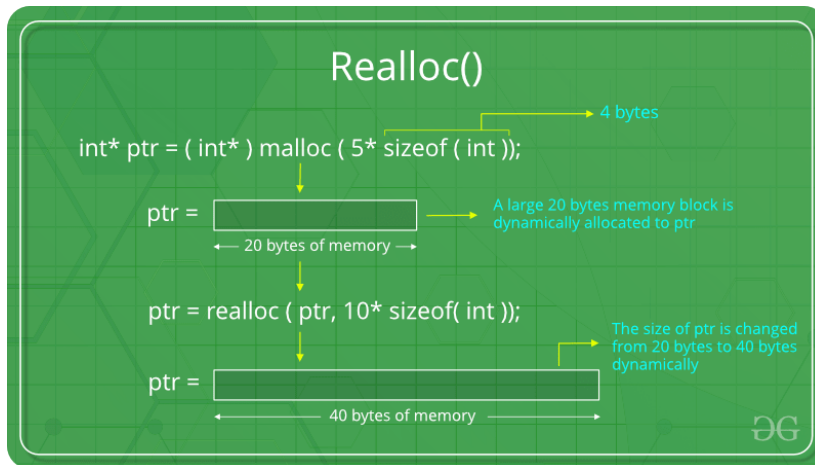 Realloc()
4 bytes
int* ptr = ( int* ) malloc ( 5* sizeof ( int ));
ptr =
A large 20 bytes memory block is
dynamically allocated to ptr
20 bytes of memory
ptr = realloc ( ptr, 10* sizeof( int ));
The size of ptr is changed
from 20 bytes to 40 bytes
dynamically
ptr =
40 bytes of memory